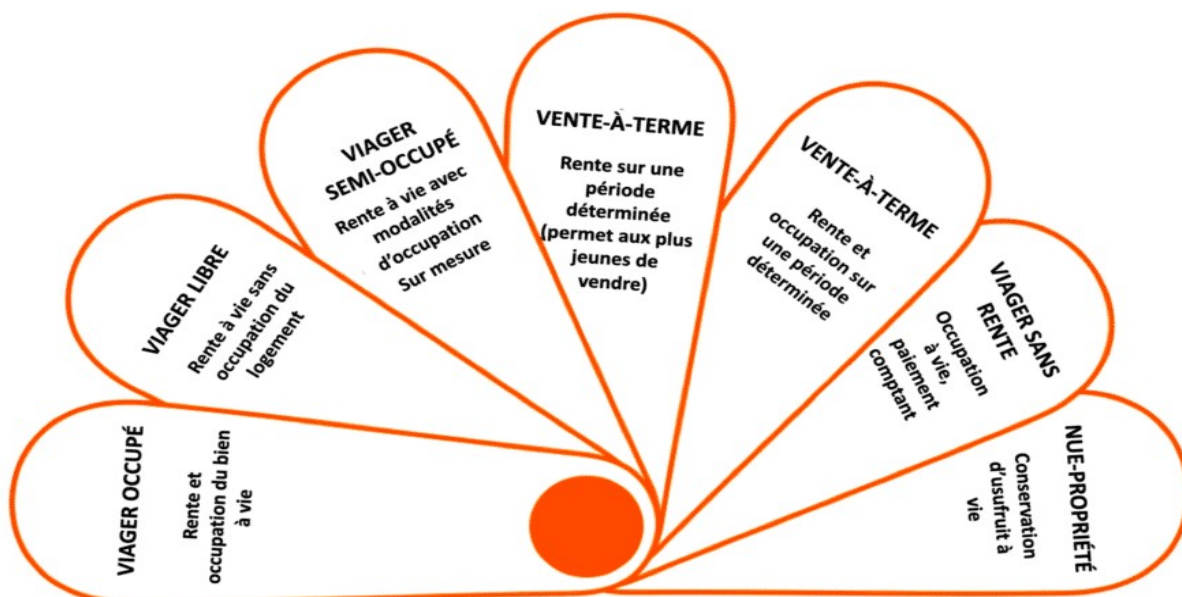 VIAGER OCCUPÉ
Rente et
occupation du bien
à vie
VIAGER LIBRE
Rente à vie sans
occupation du
logement
VIAGER
SEMI-OCCUPÉ
Rente à vie avec
modalités
d'occupation
Sur mesure
VENTE-À-TERME
Rente sur une
période
déterminée
(permet aux plus
jeunes de
vendre)
VENTE-À-TERME
Rente et
occupation sur
une période
déterminée
VIAGER SANS
RENTE
Occupation
à vie,
paiement
comptant
NUE-PROPRIÉTÉ
Conservation
d'usufruit à
vie